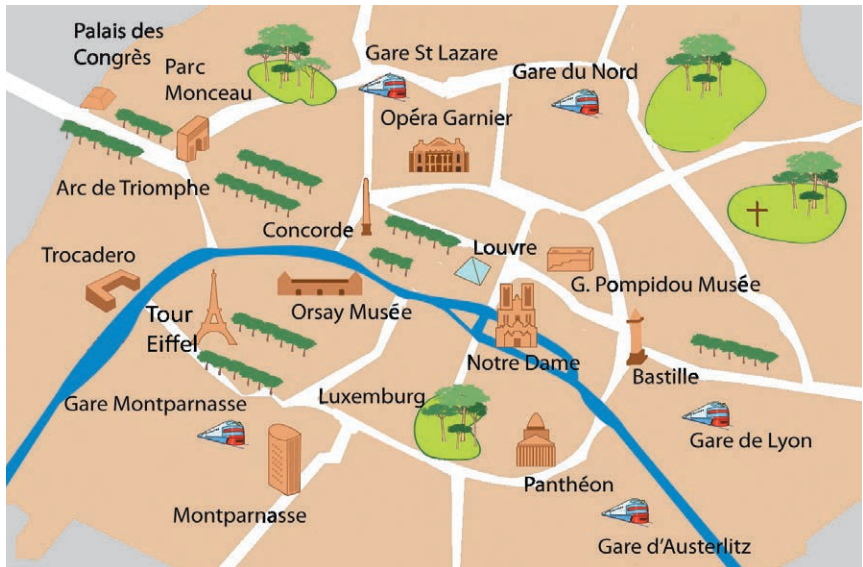 Palais des
Congrès
Parc
Monceau
Gare St Lazare
Gare du Nord
Opéra Garnier
Arc de Triomphe
Concorde
Louvre
Trocadero
G. Pompidou Musée
Orsay Musée
Tour
Eiffel
Notre Dame
Bastille
Luxemburg
Gare Montparnasse
Gare de Lyon
Panthéon
Montparnasse
Gare d'Austerlitz